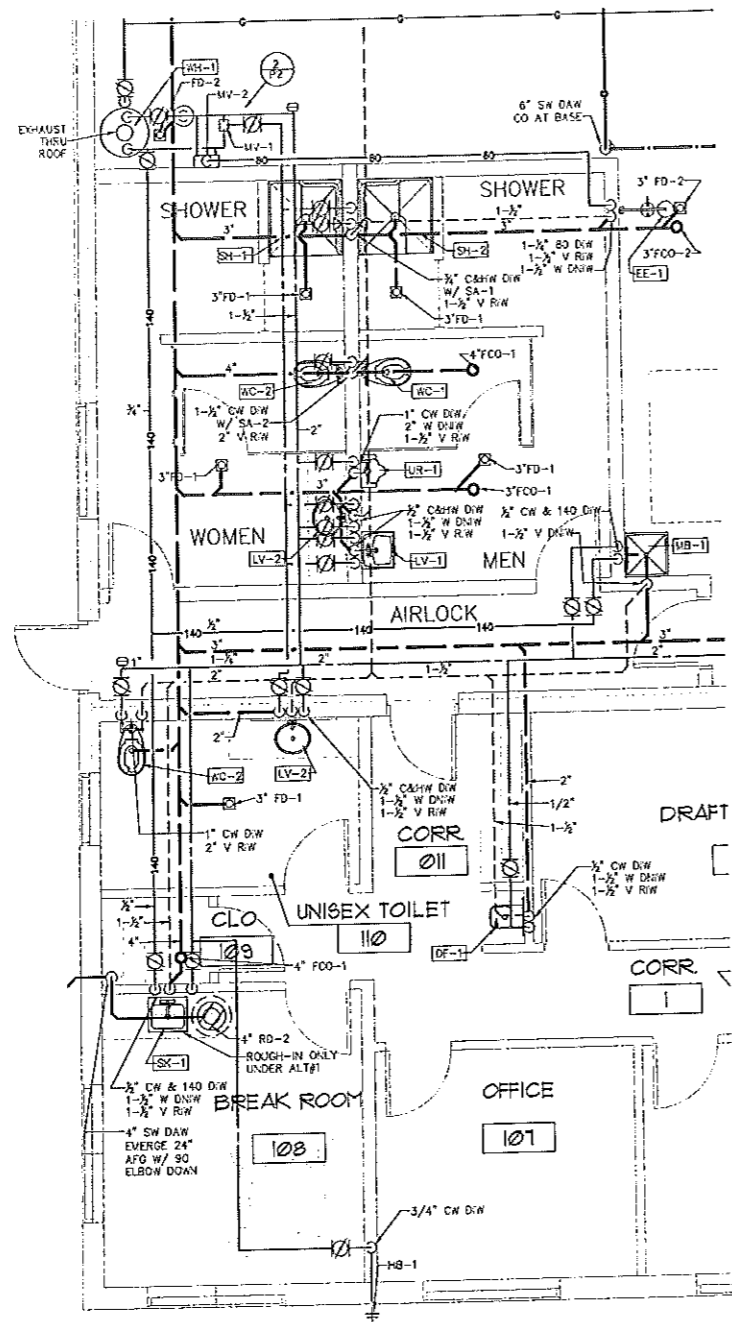 G
G
WH-1
FD-2
MV-2
2
P2
EXHAUST
THRU
ROOF
MV-1
6" SW DAW
CO AT BASE
80
80
80
SHOWER
SHOWER
3" FD-2
1-½"
3"
3"
SH-1
SH-2
1-¼" 80 DIW
1-½" V RIW
1-½" W DNIW
EE-1
3"FCO-2
¾" C&HW DIW
W/ SA-1
1-½" V RIW
3"FD-1
3"FD-1
1-½"
140
4"
4"FCO-1
WC-2
WC-1
¾"
1-½" CW DIW
W/ SA-2
2" V RIW
2"
1" CW DIW
2" W DNIW
1-½" V RIW
140
3"FD-1
UR-1
3"FD-1
3"
3"FCO-1
WOMEN
½" C&HW DIW
1-½" W DNIW
1-½" V RIW
½" CW & 140 DIW
1-½" V DNIW
MB-1
LV-2
LV-1
MEN
140
AIRLOCK
½"
140
140
140
3"
3"
1"
1-¼"
2"
2"
2"
1-½"
2"
WC-2
LV-2
½" C&HW DIW
1-½" W DNIW
1-½" V RIW
2"
1/2"
1-½"
3" FD-1
1" CW DIW
2" V RIW
CORR.
011
DRAFT
140
½"
1-½"
4"
CLO
109
UNISEX TOILET
110
½" CW DIW
1-½" W DNIW
1-½" V RIW
DF-1
4" FCO-1
CORR.
1
SK-1
4" RD-2
ROUGH-IN ONLY
UNDER ALT#1
½" CW & 140 DIW
1-½" W DNIW
1-½" V RIW
BREAK ROOM
108
OFFICE
107
4" SW DAW
EMERGE 24"
AFG W/ 90
ELBOW DOWN
3/4" CW DIW
HB-1